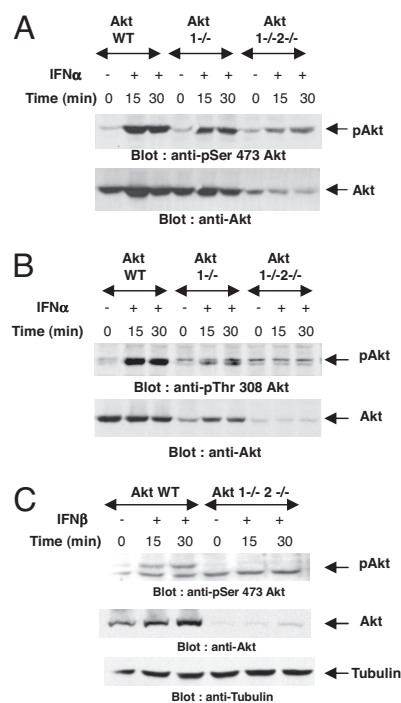 A
Akt Akt Akt
WT 1-/- 1-/-2-/-
IFNα - + + - + + - + +
Time (min) 0 15 30 0 15 30 0 15 30
pAkt
Blot : anti-pSer 473 Akt
Akt
Blot : anti-Akt
B
Akt Akt Akt
WT 1-/- 1-/-2-/-
IFNα - + + - + + - + +
Time (min) 0 15 30 0 15 30 0 15 30
pAkt
Blot : anti-pThr 308 Akt
Akt
Blot : anti-Akt
C
Akt WT Akt 1-/- 2 -/-
IFNβ - + + - + +
Time (min) 0 15 30 0 15 30
pAkt
Blot : anti-pSer 473 Akt
Akt
Blot : anti-Akt
Tubulin
Blot : anti-Tubulin